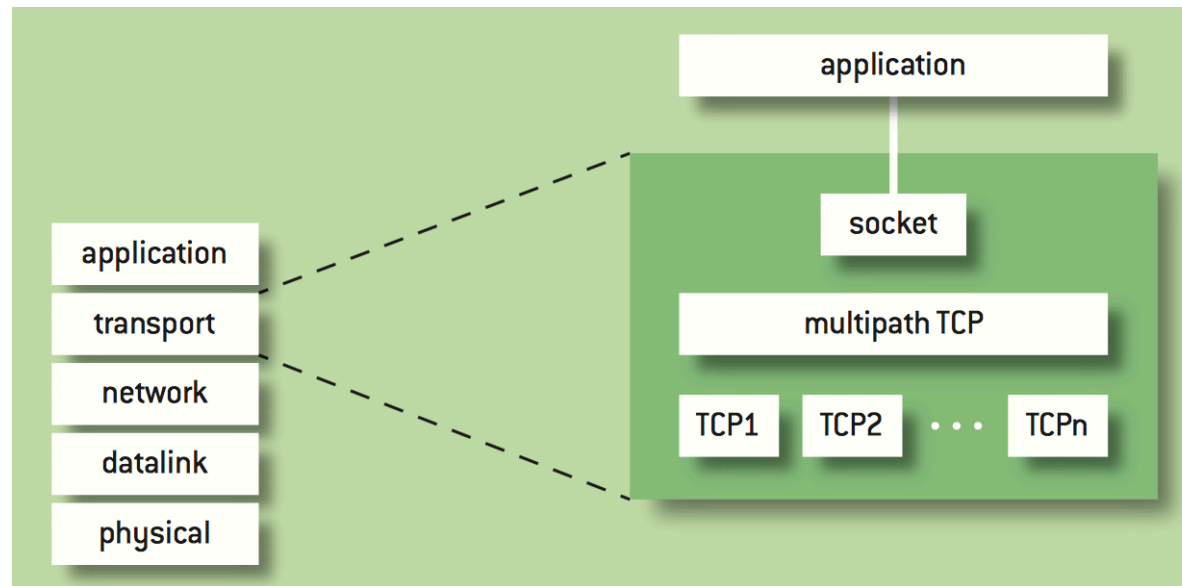 application
transport
network
datalink
physical
application
socket
multipath TCP
TCP1 TCP2 ... TCPn